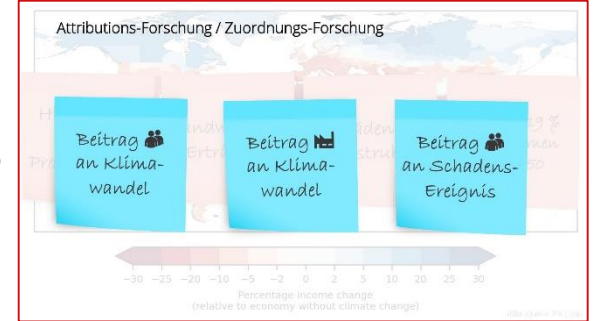 Attributions-Forschung / Zuordnungs-Forschung
Beitrag
an Klima-
wandel
Beitrag
an Klima-
wandel
Beitrag
an Schadens-
Ereignis
-30 -25 -20 -10 -5 -2 0 2 5 10 20 25 30
Percentage income change
(relative to economy without climate change)